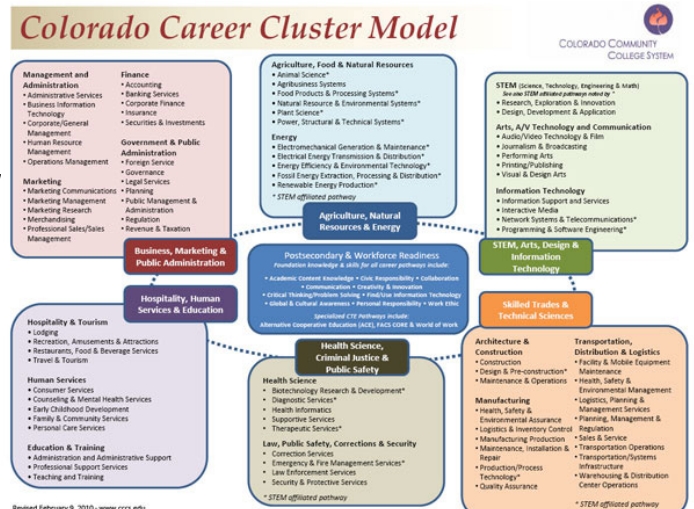 Colorado Career Cluster Model
COLORADO COMMUNITY
COLLEGE SYSTEM
Management and
Administration
• Administrative Services
• Business Information
Technology
• Corporate/General
Management
• Human Resource
Management
• Operations Management
Marketing
• Marketing Communications
• Marketing Management
• Marketing Research
• Merchandising
• Professional Sales/Sales
Management
Finance
• Accounting
• Banking Services
• Corporate Finance
• Insurance
• Securities & Investments
Government & Public
Administration
• Foreign Service
• Governance
• Legal Services
• Planning
• Public Management &
Administration
• Regulation
• Revenue & Taxation
Business, Marketing &
Public Administration
Agriculture, Food & Natural Resources
• Animal Science*
• Agribusiness Systems
• Food Products & Processing Systems*
• Natural Resource & Environmental Systems*
• Plant Science*
• Power, Structural & Technical Systems*
Energy
• Electromechanical Generation & Maintenance*
• Electrical Energy Transmission & Distribution*
• Energy Efficiency & Environmental Technology*
• Fossil Energy Extraction, Processing & Distribution*
• Renewable Energy Production*
* STEM affiliated pathway
Agriculture, Natural
Resources & Energy
STEM (Science, Technology, Engineering & Math)
See also STEM affiliated pathways noted by *
• Research, Exploration & Innovation
• Design, Development & Application
Arts, A/V Technology and Communication
• Audio/Video Technology & Film
• Journalism & Broadcasting
• Performing Arts
• Printing/Publishing
• Visual & Design Arts
Information Technology
• Information Support and Services
• Interactive Media
• Network Systems & Telecommunications*
• Programming & Software Engineering*
STEM, Arts, Design &
Information
Technology
Postsecondary & Workforce Readiness
Foundation knowledge & skills for all career pathways include:
• Academic Content Knowledge • Civic Responsibility • Collaboration
• Communication • Creativity & Innovation
• Critical Thinking/Problem Solving • Find/Use Information Technology
• Global & Cultural Awareness • Personal Responsibility • Work Ethic
Specialized CTE Pathways include:
Alternative Cooperative Education (ACE), FACS CORE & World of Work
Hospitality, Human
Services & Education
Hospitality & Tourism
• Lodging
• Recreation, Amusements & Attractions
• Restaurants, Food & Beverage Services
• Travel & Tourism
Human Services
• Consumer Services
• Counseling & Mental Health Services
• Early Childhood Development
• Family & Community Services
• Personal Care Services
Education & Training
• Administration and Administrative Support
• Professional Support Services
• Teaching and Training
Health Science,
Criminal Justice &
Public Safety
Health Science
• Biotechnology Research & Development*
• Diagnostic Services*
• Health Informatics
• Supportive Services
• Therapeutic Services*
Law, Public Safety, Corrections & Security
• Correction Services
• Emergency & Fire Management Services*
• Law Enforcement Services
• Security & Protective Services
* STEM affiliated pathway
Skilled Trades &
Technical Sciences
Architecture &
Construction
• Construction
• Design & Pre-construction*
• Maintenance & Operations
Manufacturing
• Health, Safety &
Environmental Assurance
• Logistics & Inventory Control
• Manufacturing Production
• Maintenance, Installation &
Repair
• Production/Process
Technology*
• Quality Assurance
Transportation,
Distribution & Logistics
• Facility & Mobile Equipment
Maintenance
• Health, Safety &
Environmental Management
• Logistics, Planning &
Management Services
• Planning, Management &
Regulation
• Sales & Service
• Transportation Operations
• Transportation/Systems
Infrastructure
• Warehousing & Distribution
Center Operations
* STEM affiliated pathway
Revised February 9, 2010 - www.cccs.edu